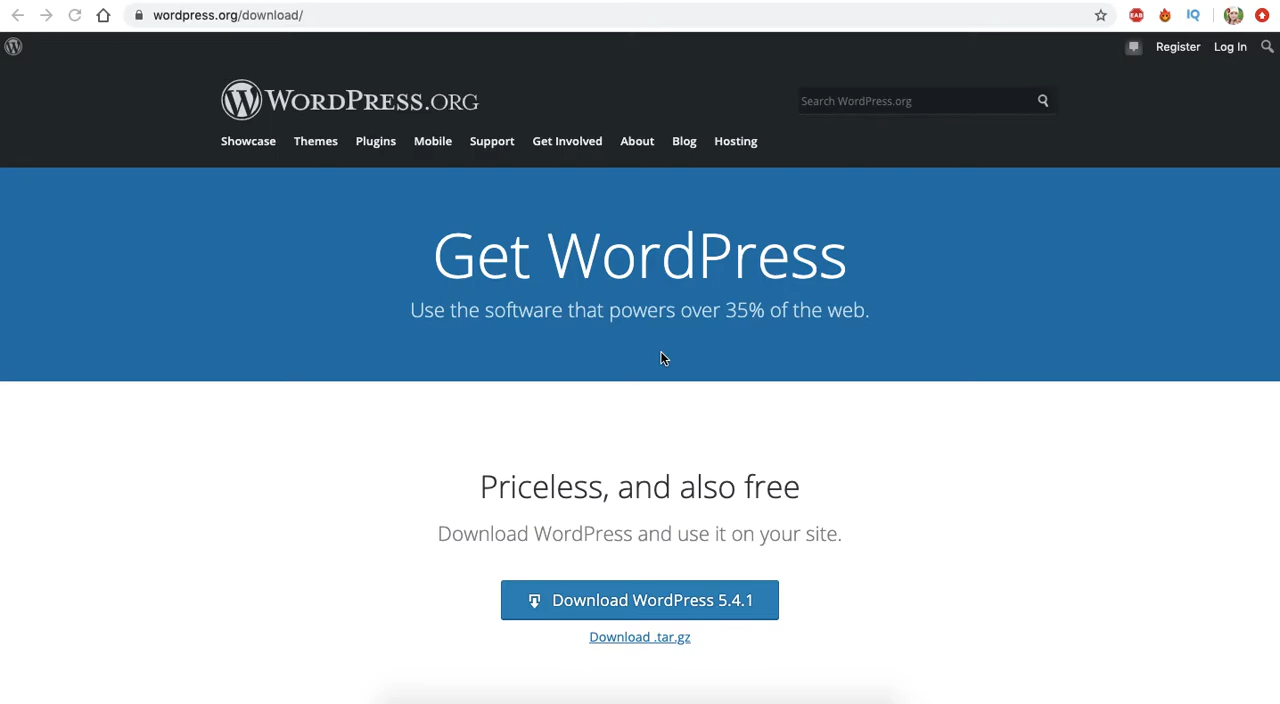 wordpress.org/download/
EAB
IQ
Register Log In
WORDPRESS.ORG
Search WordPress.org
Showcase Themes Plugins Mobile Support Get Involved About Blog Hosting
Get WordPress
Use the software that powers over 35% of the web.
Priceless, and also free
Download WordPress and use it on your site.
Download WordPress 5.4.1
Download .tar.gz